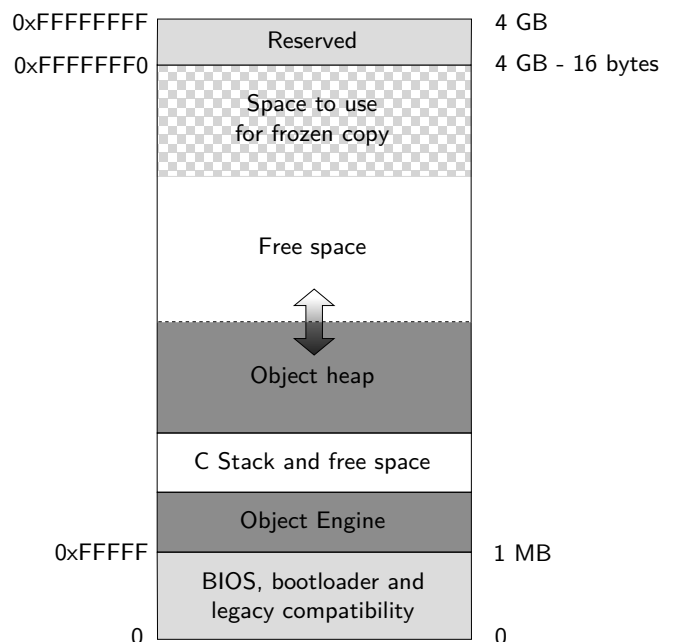 0xFFFFFFFF
4 GB
Reserved
0xFFFFFFF0
4 GB - 16 bytes
Space to use
for frozen copy
Free space
Object heap
C Stack and free space
Object Engine
0xFFFFF
1 MB
BIOS, bootloader and
legacy compatibility
0
0